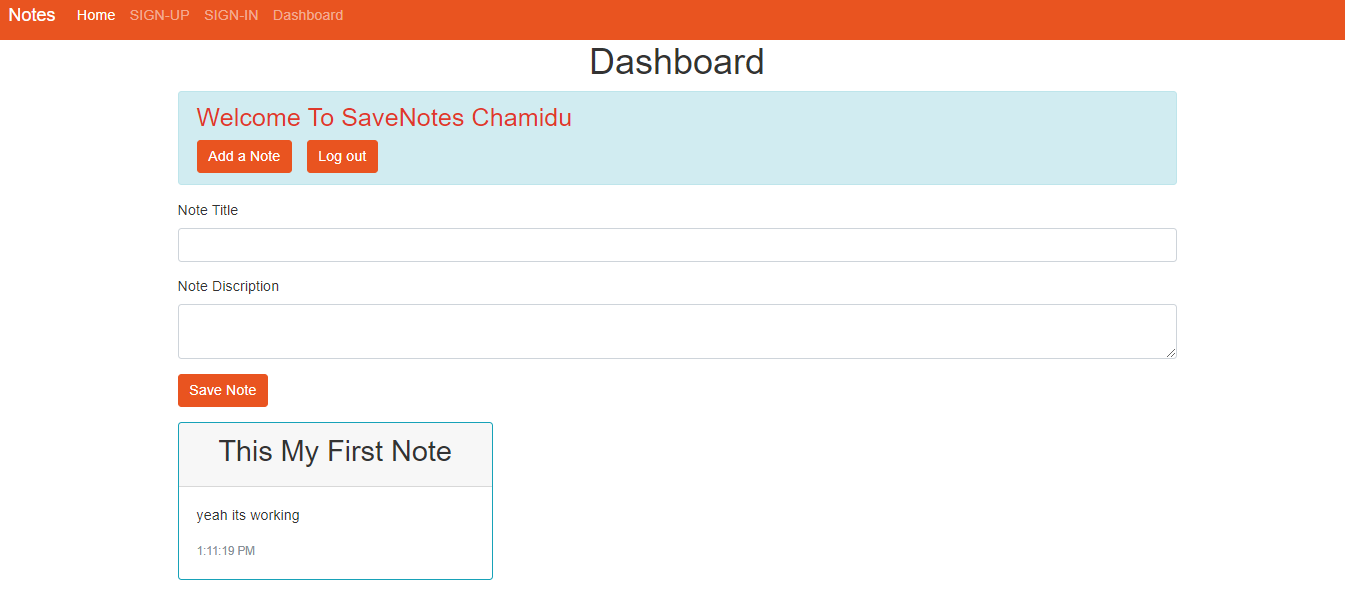 Notes Home SIGN-UP SIGN-IN Dashboard
Dashboard
Welcome To SaveNotes Chamidu
Add a Note Log out
Note Title
Note Discription
Save Note
This My First Note
yeah its working
1:11:19 PM